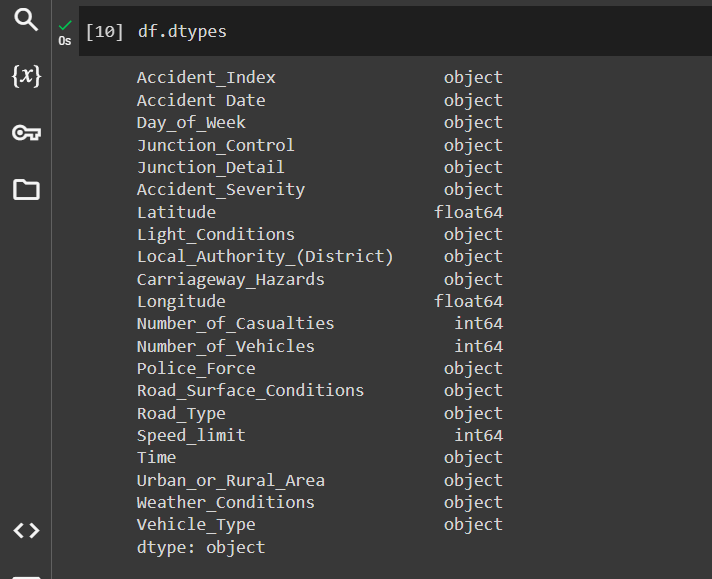 0s
[10] df.dtypes
Accident_Index object
Accident Date object
Day_of_Week object
Junction_Control object
Junction_Detail object
Accident_Severity object
Latitude float64
Light_Conditions object
Local_Authority_(District) object
Carriageway_Hazards object
Longitude float64
Number_of_Casualties int64
Number_of_Vehicles int64
Police_Force object
Road_Surface_Conditions object
Road_Type object
Speed_limit int64
Time object
Urban_or_Rural_Area object
Weather_Conditions object
Vehicle_Type object
dtype: object